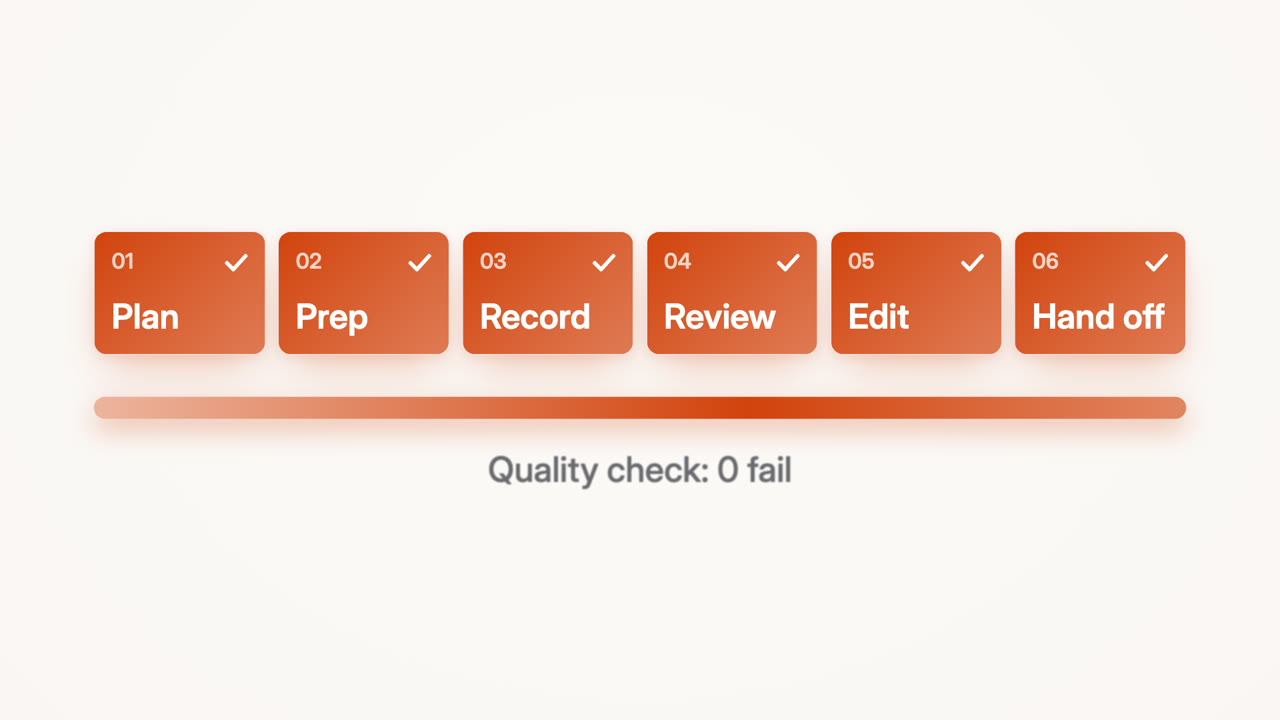 01
Plan
02
Prep
03
Record
04
Review
05
Edit
06
Hand off
Quality check: 0 fail